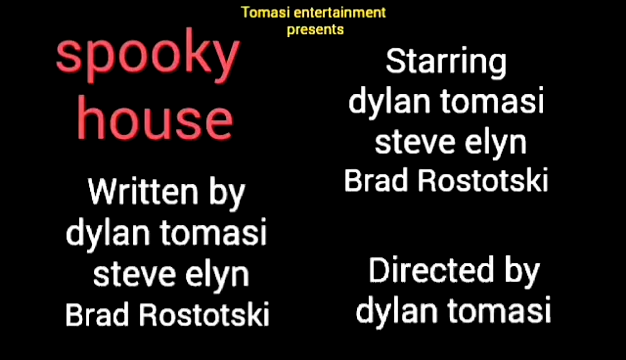 Tomasi entertainment
presents
spooky
house
Written by
dylan tomasi
steve elyn
Brad Rostotski
Starring
dylan tomasi
steve elyn
Brad Rostotski
Directed by
dylan tomasi